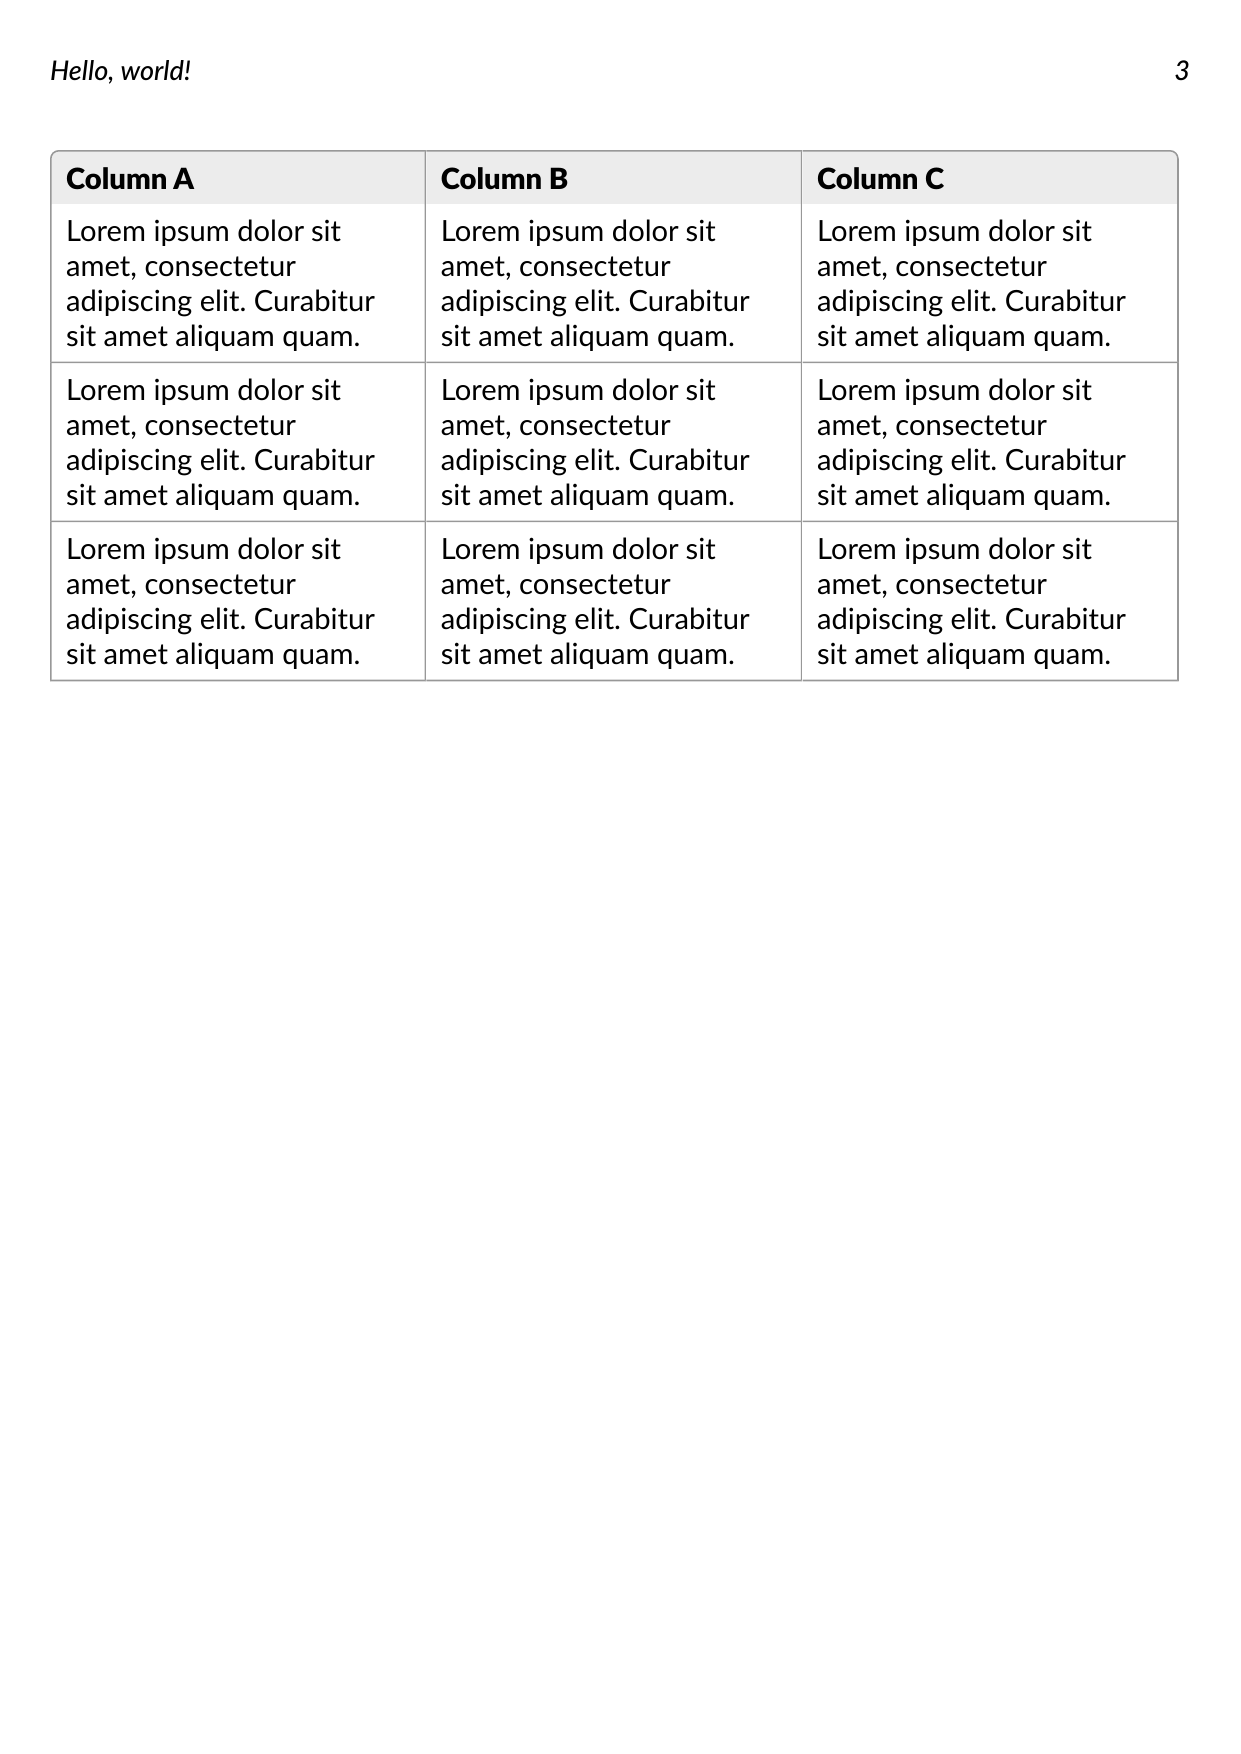 Hello, world! 3
Column A Column B Column C
Lorem ipsum dolor sit Lorem ipsum dolor sit Lorem ipsum dolor sit
amet, consectetur amet, consectetur amet, consectetur
adipiscing elit. Curabitur adipiscing elit. Curabitur adipiscing elit. Curabitur
sit amet aliquam quam. sit amet aliquam quam. sit amet aliquam quam.
Lorem ipsum dolor sit Lorem ipsum dolor sit Lorem ipsum dolor sit
amet, consectetur amet, consectetur amet, consectetur
adipiscing elit. Curabitur adipiscing elit. Curabitur adipiscing elit. Curabitur
sit amet aliquam quam. sit amet aliquam quam. sit amet aliquam quam.
Lorem ipsum dolor sit Lorem ipsum dolor sit Lorem ipsum dolor sit
amet, consectetur amet, consectetur amet, consectetur
adipiscing elit. Curabitur adipiscing elit. Curabitur adipiscing elit. Curabitur
sit amet aliquam quam. sit amet aliquam quam. sit amet aliquam quam.